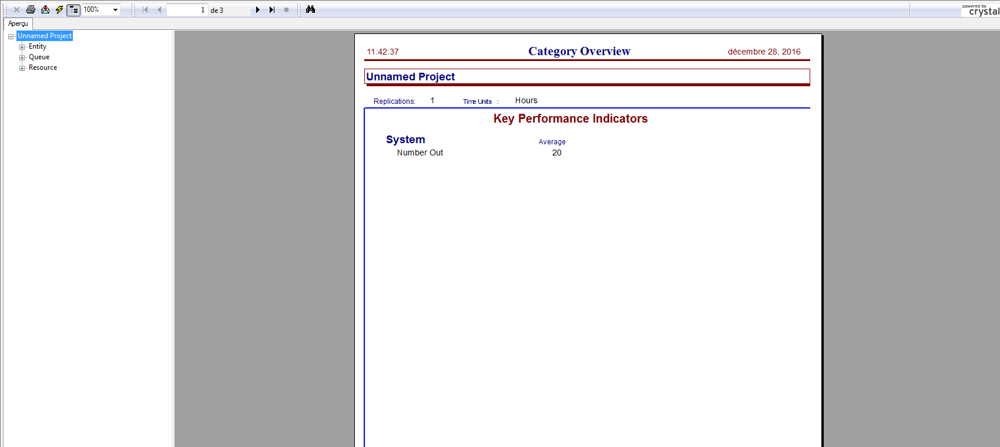 100%
1 de 3
powered by
crystal
Aperçu
Unnamed Project
Entity
Queue
Resource
11:42:37 Category Overview décembre 28, 2016
Unnamed Project
Replications: 1 Time Units : Hours
Key Performance Indicators
System Average
Number Out 20